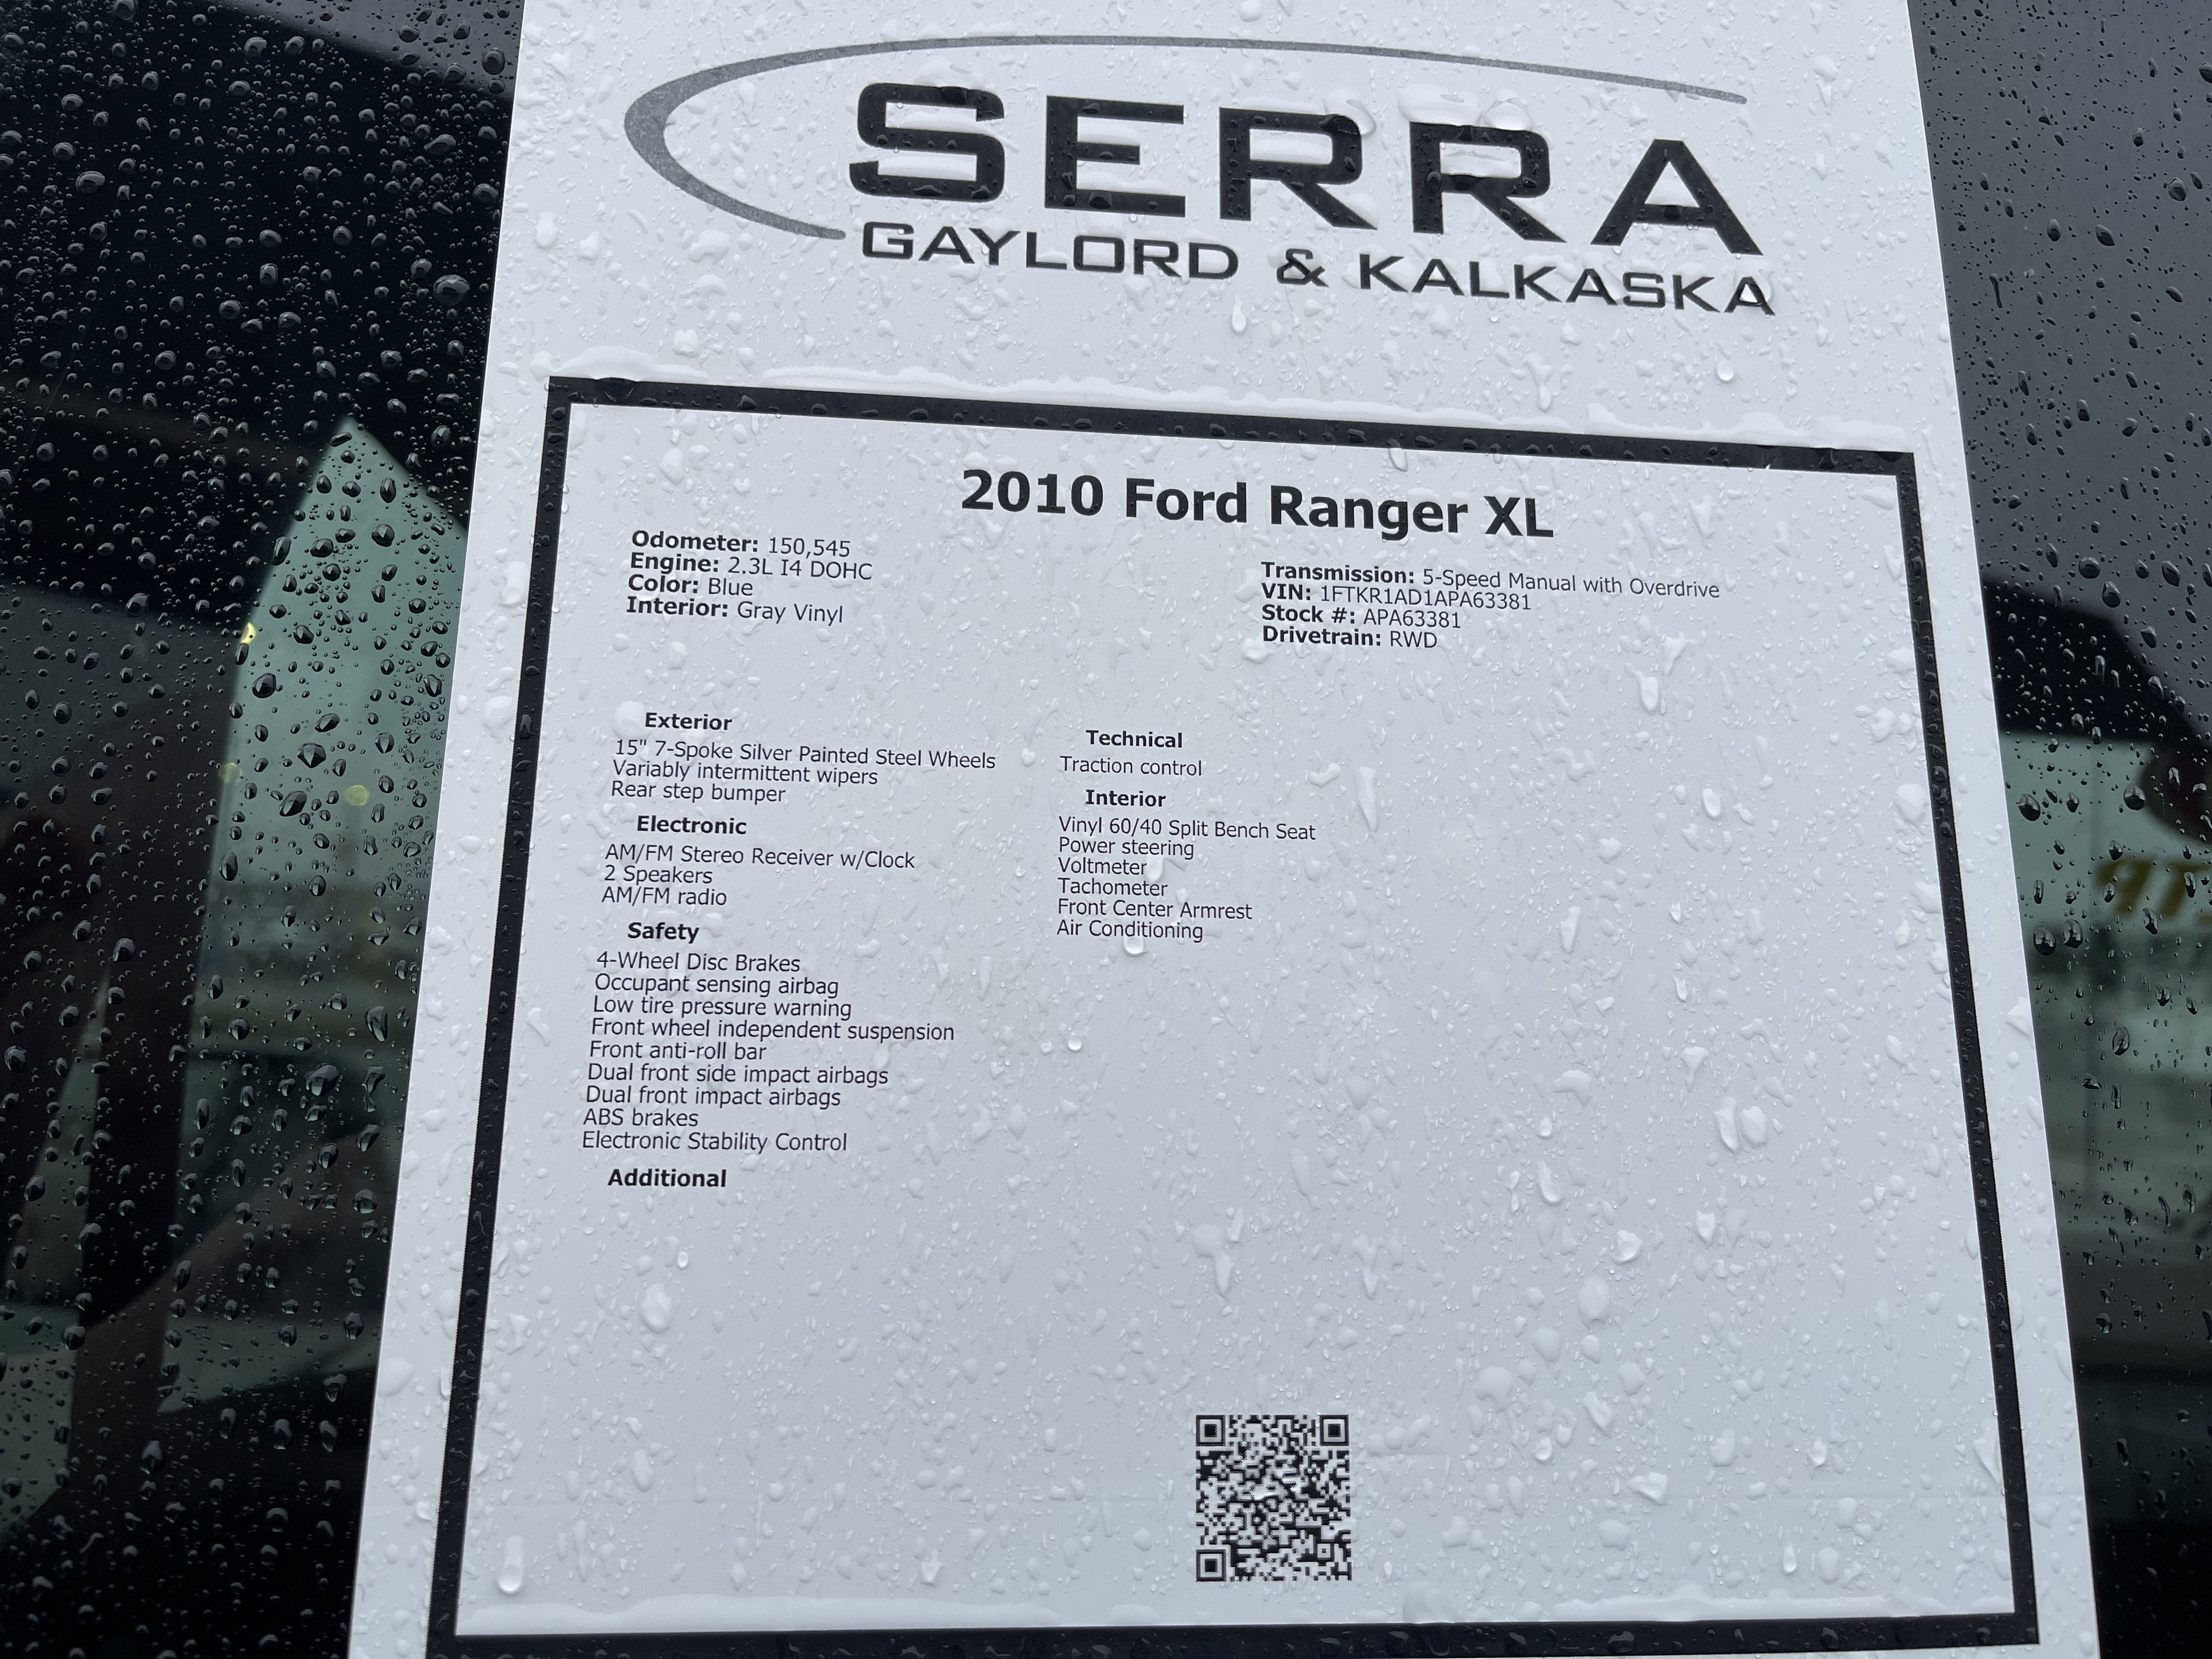 SERRA
GAYLORD & KALKASKA
2010 Ford Ranger XL
Odometer: 150,545
Engine: 2.3L I4 DOHC
Color: Blue
Interior: Gray Vinyl
Transmission: 5-Speed Manual with Overdrive
VIN: 1FTKR1AD1APA63381
Stock #: APA63381
Drivetrain: RWD
Exterior
15" 7-Spoke Silver Painted Steel Wheels
Variably intermittent wipers
Rear step bumper
Electronic
AM/FM Stereo Receiver w/Clock
2 Speakers
AM/FM radio
Safety
4-Wheel Disc Brakes
Occupant sensing airbag
Low tire pressure warning
Front wheel independent suspension
Front anti-roll bar
Dual front side impact airbags
Dual front impact airbags
ABS brakes
Electronic Stability Control
Additional
Technical
Traction control
Interior
Vinyl 60/40 Split Bench Seat
Power steering
Voltmeter
Tachometer
Front Center Armrest
Air Conditioning